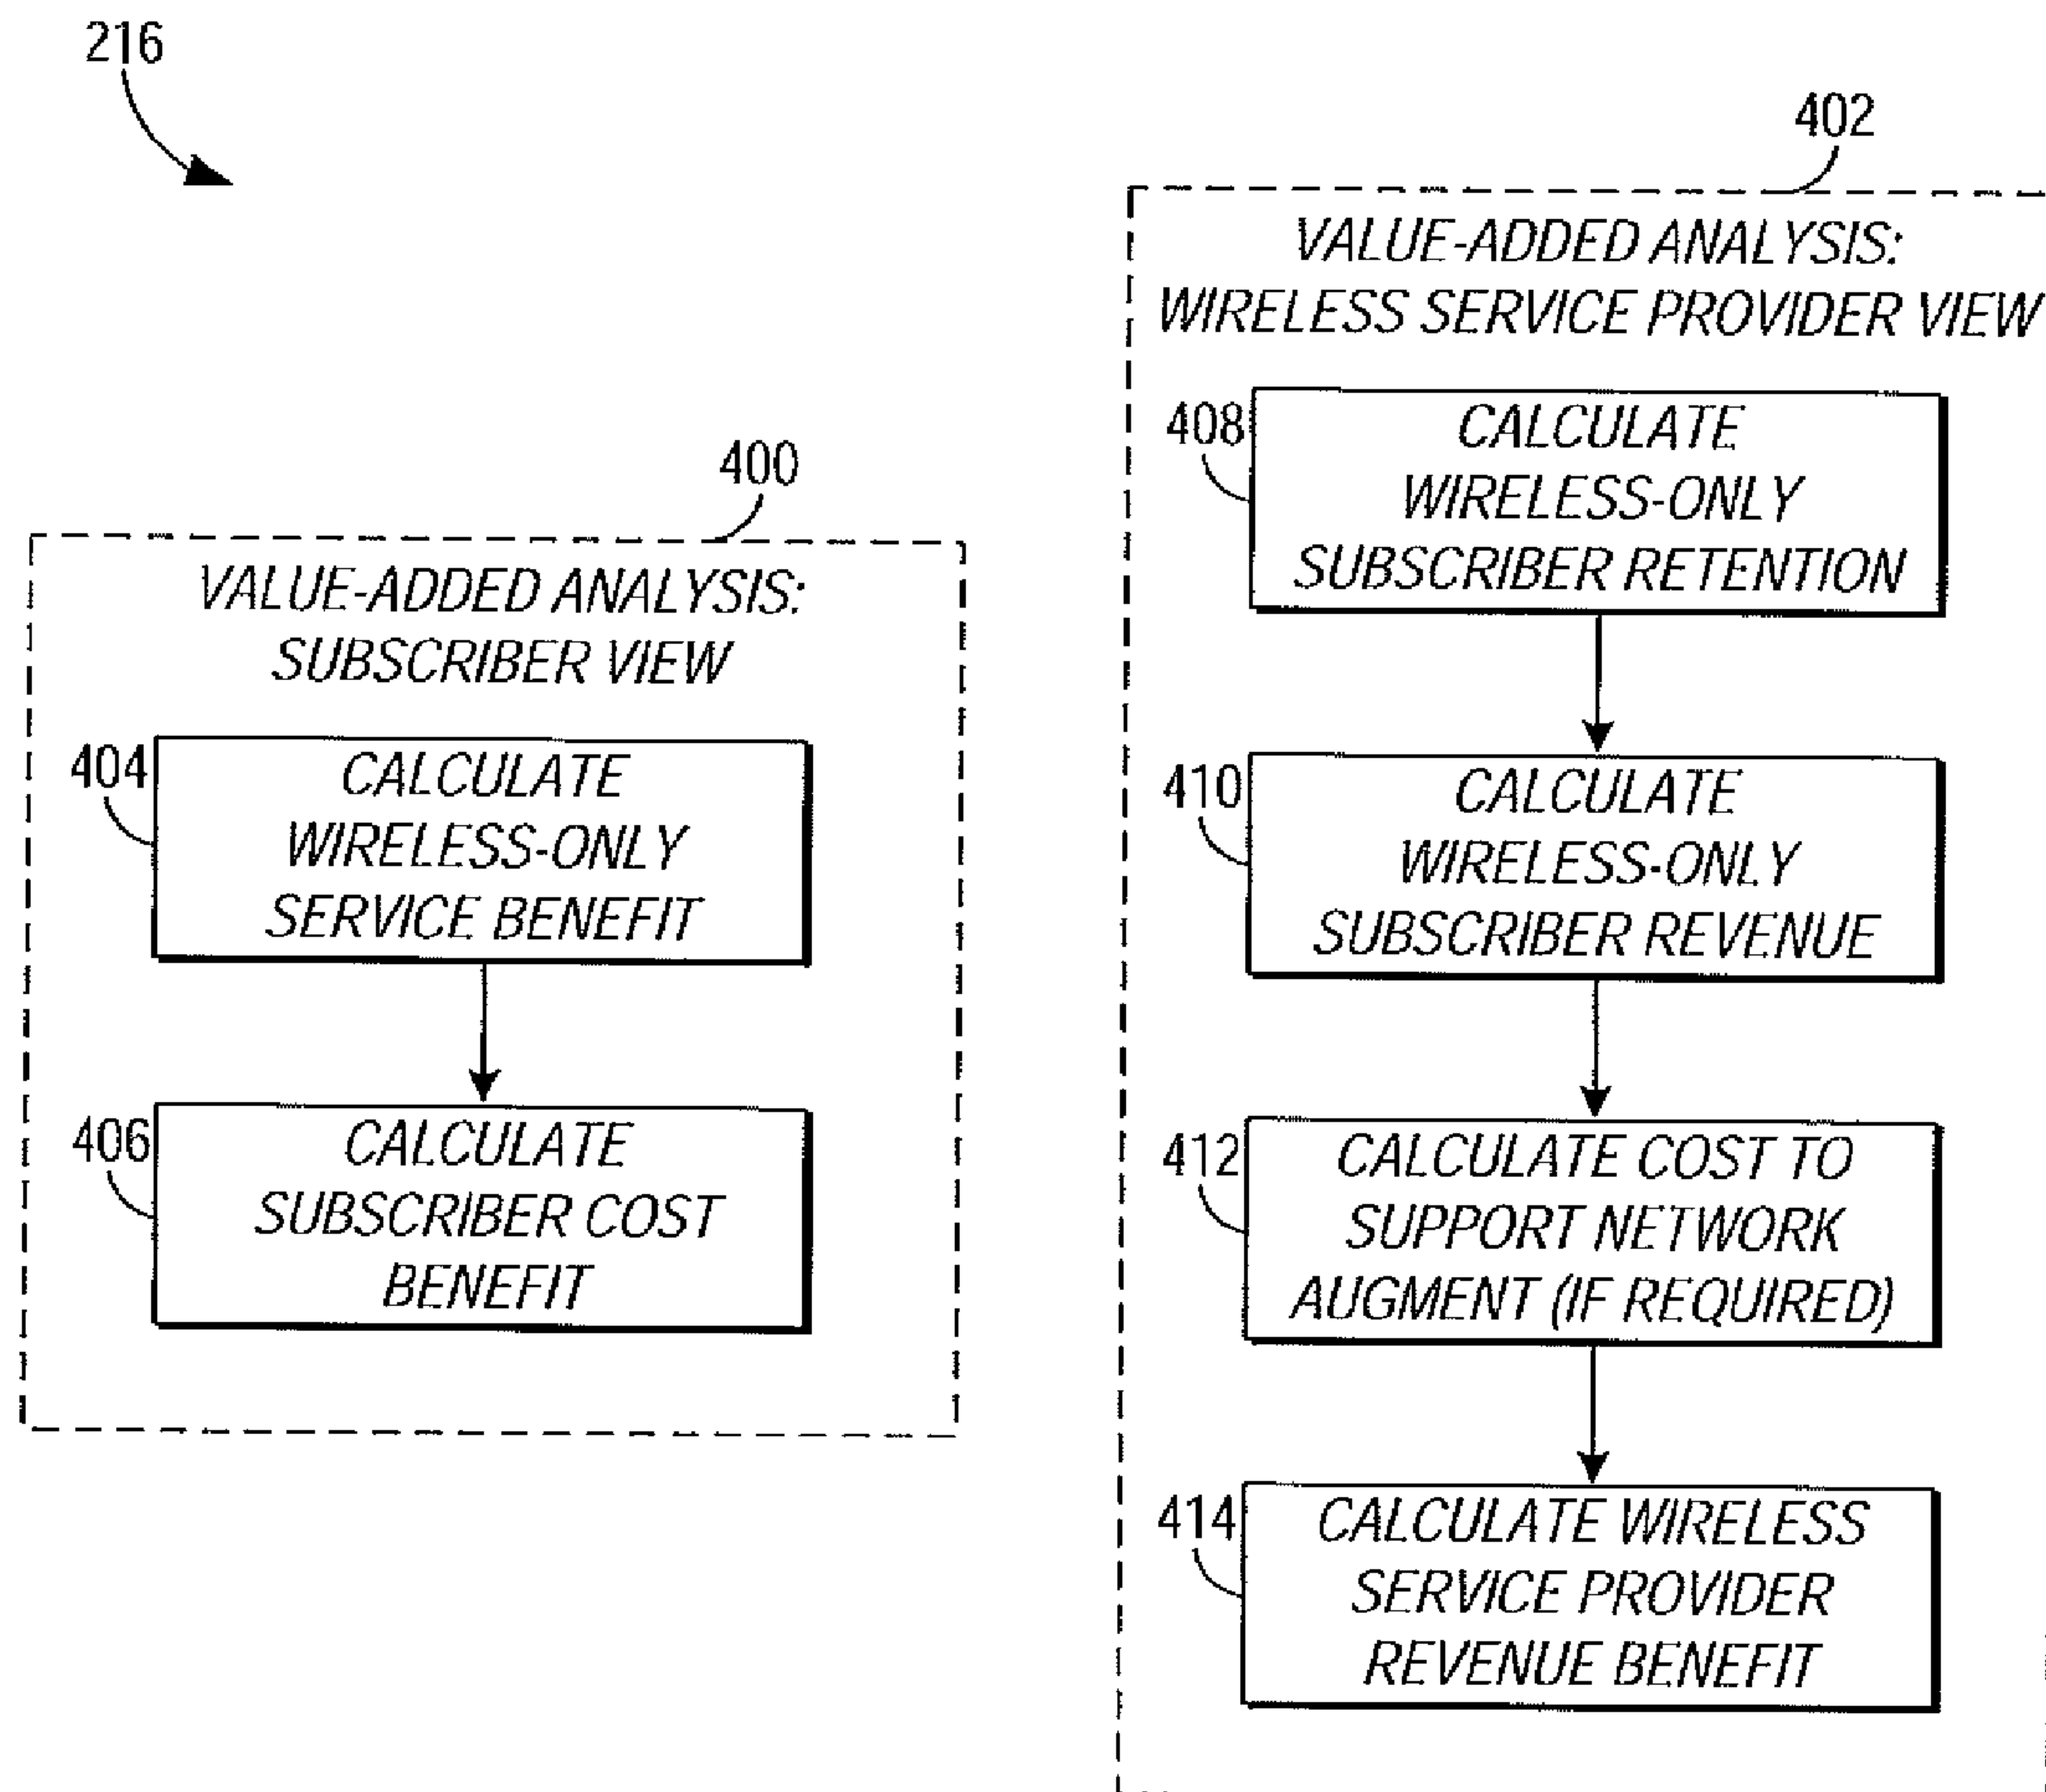 216
400
VALUE-ADDED ANALYSIS:
SUBSCRIBER VIEW
404
CALCULATE
WIRELESS-ONLY
SERVICE BENEFIT
406
CALCULATE
SUBSCRIBER COST
BENEFIT
402
VALUE-ADDED ANALYSIS:
WIRELESS SERVICE PROVIDER VIEW
408
CALCULATE
WIRELESS-ONLY
SUBSCRIBER RETENTION
410
CALCULATE
WIRELESS-ONLY
SUBSCRIBER REVENUE
412
CALCULATE COST TO
SUPPORT NETWORK
AUGMENT (IF REQUIRED)
414
CALCULATE WIRELESS
SERVICE PROVIDER
REVENUE BENEFIT